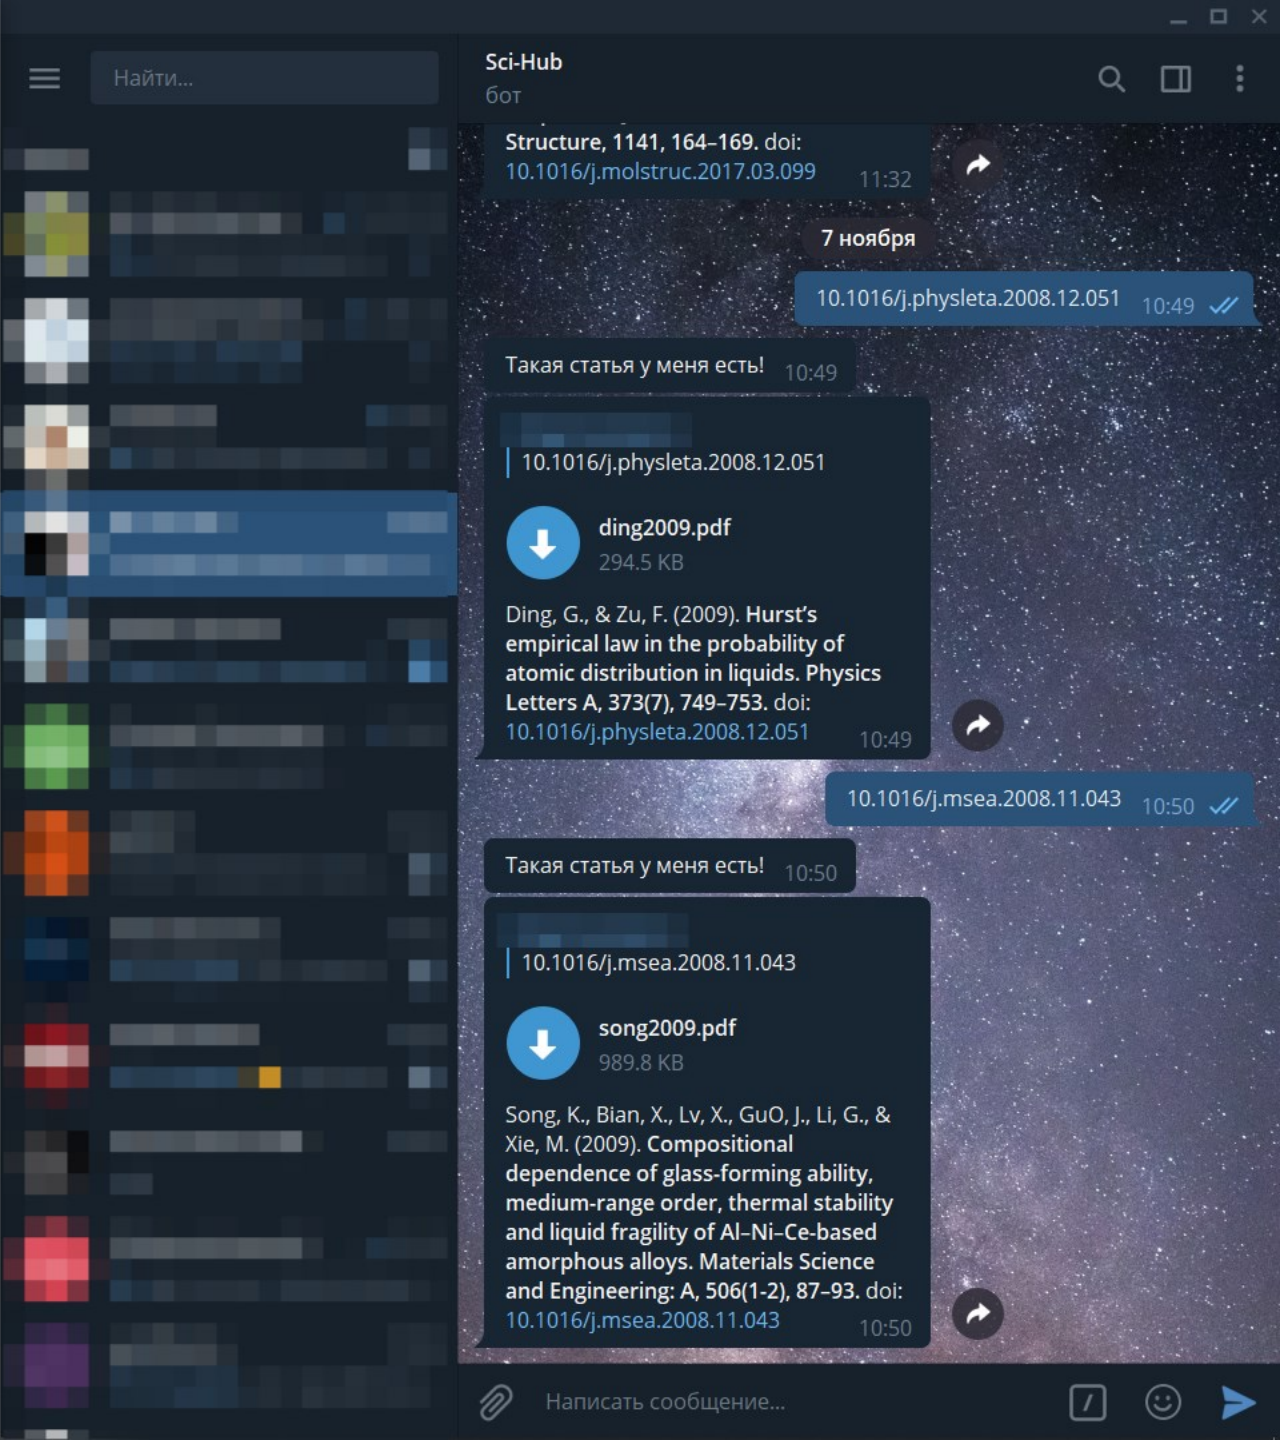 Найти...
Sci-Hub
бот
Structure, 1141, 164–169. doi:
10.1016/j.molstruc.2017.03.099
11:32
7 ноября
10.1016/j.physleta.2008.12.051 10:49
Такая статья у меня есть! 10:49
10.1016/j.physleta.2008.12.051
ding2009.pdf
294.5 KB
Ding, G., & Zu, F. (2009). Hurst’s
empirical law in the probability of
atomic distribution in liquids. Physics
Letters A, 373(7), 749–753. doi:
10.1016/j.physleta.2008.12.051
10:49
10.1016/j.msea.2008.11.043 10:50
Такая статья у меня есть! 10:50
10.1016/j.msea.2008.11.043
song2009.pdf
989.8 KB
Song, K., Bian, X., Lv, X., GuO, J., Li, G., &
Xie, M. (2009). Compositional
dependence of glass-forming ability,
medium-range order, thermal stability
and liquid fragility of Al–Ni–Ce-based
amorphous alloys. Materials Science
and Engineering: A, 506(1-2), 87–93. doi:
10.1016/j.msea.2008.11.043
10:50
Написать сообщение...